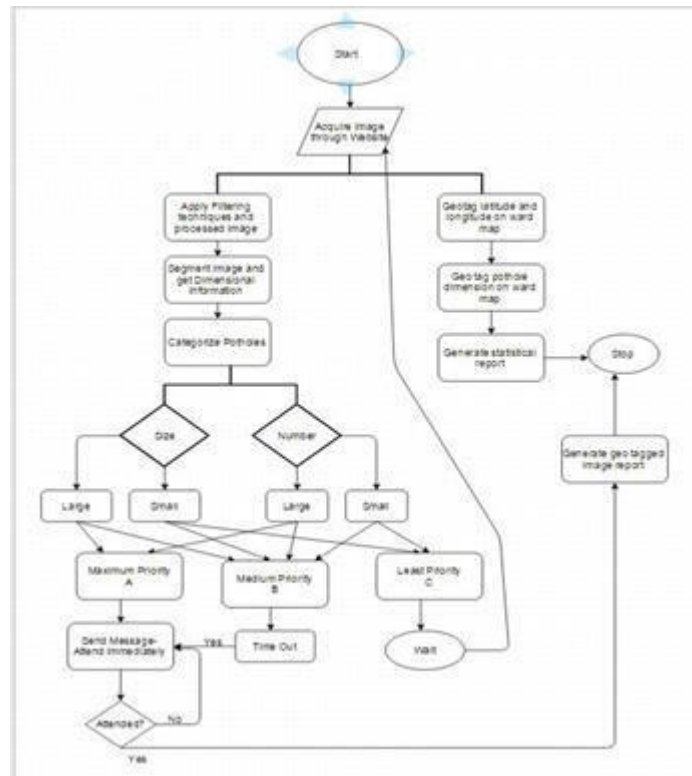 Start
Acquire Image
through Website
Apply Filtering
techniques and
processed image
Geotag latitude and
longitude on ward
map
Segment image and
get Dimensional
Information
Geo tag pothole
dimension on ward
map
Categorize Potholes
Generate statistical
report
Stop
Size
Number
Generate geo tagged
image report
Large
Small
Large
Small
Maximum Priority
A
Medium Priority
B
Least Priority
C
Send Message-
Attend Immediately
Yes
Time Out
Wait
Attended?
No
Yes